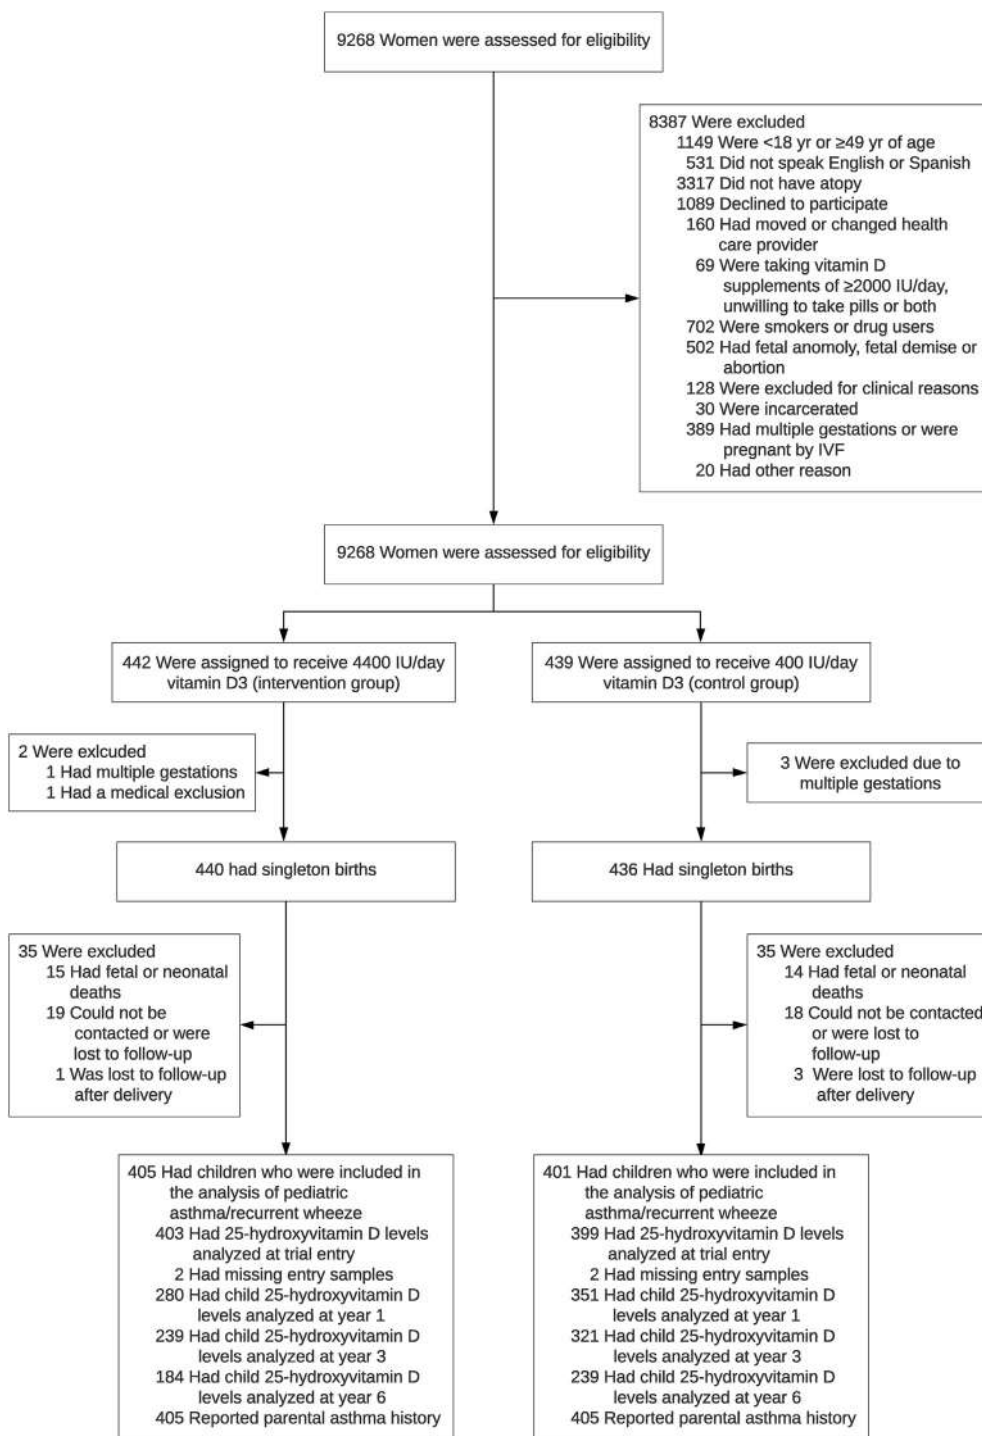 9268 Women were assessed for eligibility
8387 Were excluded
1149 Were <18 yr or ≥49 yr of age
531 Did not speak English or Spanish
3317 Did not have atopy
1089 Declined to participate
160 Had moved or changed health
care provider
69 Were taking vitamin D
supplements of ≥2000 IU/day,
unwilling to take pills or both
702 Were smokers or drug users
502 Had fetal anomoly, fetal demise or
abortion
128 Were excluded for clinical reasons
30 Were incarcerated
389 Had multiple gestations or were
pregnant by IVF
20 Had other reason
9268 Women were assessed for eligibility
442 Were assigned to receive 4400 IU/day
vitamin D3 (intervention group)
439 Were assigned to receive 400 IU/day
vitamin D3 (control group)
2 Were exlcuded
1 Had multiple gestations
1 Had a medical exclusion
3 Were excluded due to
multiple gestations
440 had singleton births
436 Had singleton births
35 Were excluded
15 Had fetal or neonatal
deaths
19 Could not be
contacted or were
lost to follow-up
1 Was lost to follow-up
after delivery
35 Were excluded
14 Had fetal or neonatal
deaths
18 Could not be contacted
or were lost to
follow-up
3 Were lost to follow-up
after delivery
405 Had children who were included in
the analysis of pediatric
asthma/recurrent wheeze
403 Had 25-hydroxyvitamin D levels
analyzed at trial entry
2 Had missing entry samples
280 Had child 25-hydroxyvitamin D
levels analyzed at year 1
239 Had child 25-hydroxyvitamin D
levels analyzed at year 3
184 Had child 25-hydroxyvitamin D
levels analyzed at year 6
405 Reported parental asthma history
401 Had children who were included in
the analysis of pediatric
asthma/recurrent wheeze
399 Had 25-hydroxyvitamin D levels
analyzed at trial entry
2 Had missing entry samples
351 Had child 25-hydroxyvitamin D
levels analyzed at year 1
321 Had child 25-hydroxyvitamin D
levels analyzed at year 3
239 Had child 25-hydroxyvitamin D
levels analyzed at year 6
405 Reported parental asthma history